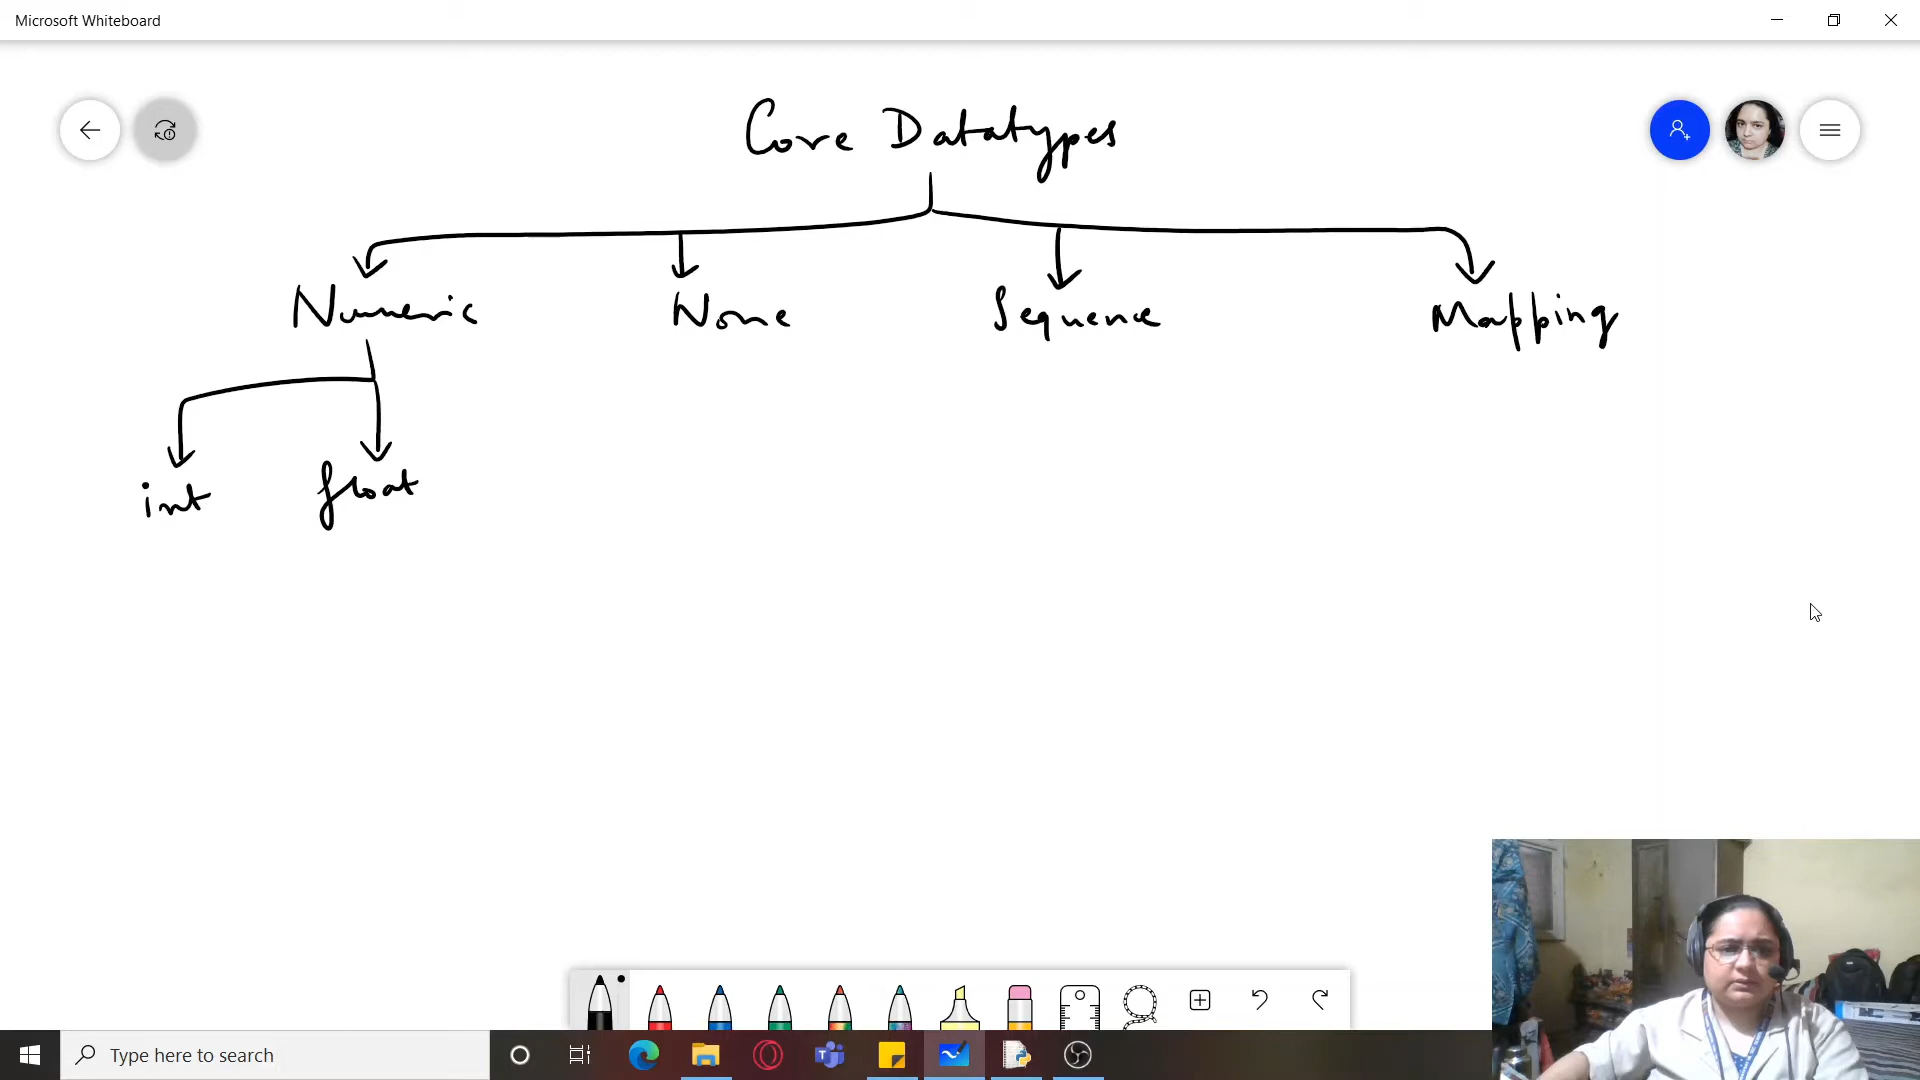 Microsoft Whiteboard
Core Datatypes
Numeric None Sequence Mapping
int float
Type here to search